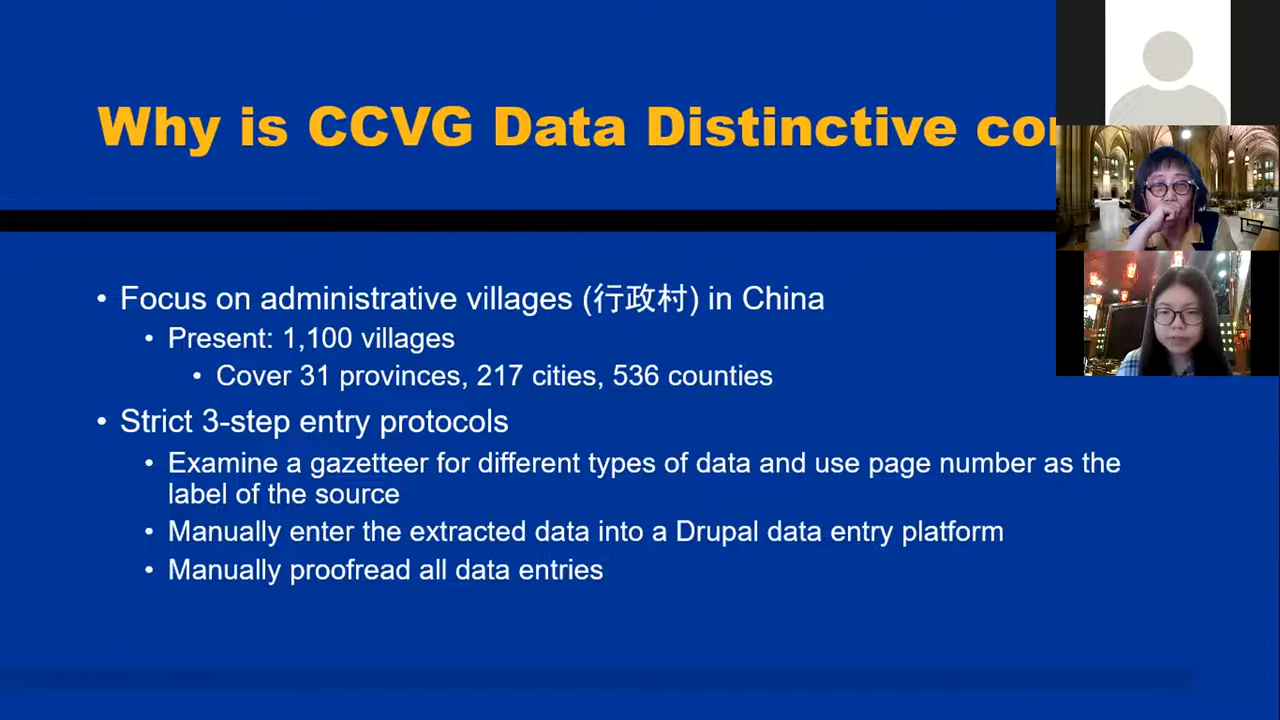 Why is CCVG Data Distinctive
• Focus on administrative villages (行政村) in China
• Present: 1,100 villages
• Cover 31 provinces, 217 cities, 536 counties
• Strict 3-step entry protocols
• Examine a gazetteer for different types of data and use page number as the
label of the source
• Manually enter the extracted data into a Drupal data entry platform
• Manually proofread all data entries